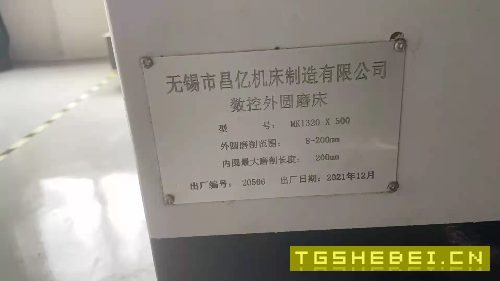 无锡市昌亿机床制造有限公司
数控外圆磨床
型 号: MK1320 X 500
外圆磨削范围: 8-200mm
内圆最大磨削长度: 200mm
出厂编号: 20506 出厂日期: 2021年12月
TGSHEBEI.CN